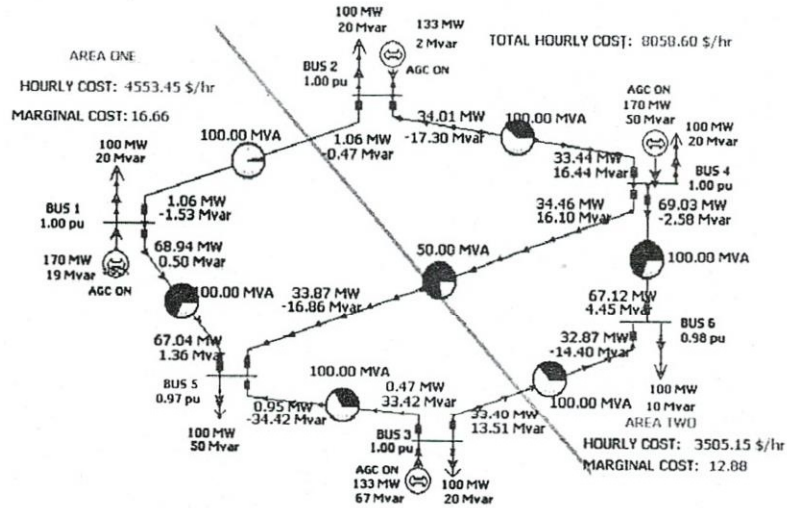 100 MW
20 Mvar
133 MW
2 Mvar
TOTAL HOURLY COST: 8058.60 $/hr
AREA ONE
HOURLY COST: 4553.45 $/hr
MARGINAL COST: 16.66
BUS 2
1.00 pu
AGC ON
AGC ON
170 MW
50 Mvar
100 MW
20 Mvar
BUS 4
1.00 pu
34.01 MW
-17.30 Mvar
100.00 MVA
33.44 MW
16.44 Mvar
100.00 MVA
1.06 MW
-0.47 Mvar
100 MW
20 Mvar
BUS 1
1.00 pu
1.06 MW
-1.53 Mvar
170 MW
19 Mvar
AGC ON
68.94 MW
0.50 Mvar
100.00 MVA
34.46 MW
16.10 Mvar
50.00 MVA
69.03 MW
-2.58 Mvar
100.00 MVA
33.87 MW
-16.86 Mvar
67.12 MW
4.45 Mvar
BUS 6
0.98 pu
67.04 MW
1.36 Mvar
BUS 5
0.97 pu
32.87 MW
-14.40 Mvar
100.00 MVA
100.00 MVA
100 MW
10 Mvar
0.95 MW
-34.42 Mvar
0.47 MW
33.42 Mvar
33.40 MW
13.51 Mvar
100 MW
50 Mvar
BUS 3
1.00 pu
AGC ON
133 MW
67 Mvar
100 MW
20 Mvar
AREA TWO
HOURLY COST: 3505.15 $/hr
MARGINAL COST: 12.88